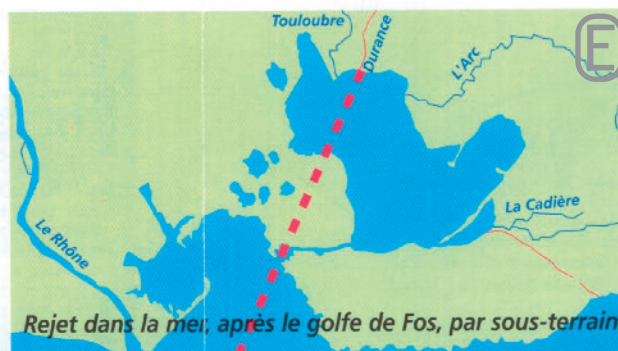 Touloubre
Durance
L'Arc
E
La Cadière
Le Rhône
Rejet dans la mer, après le golfe de Fos, par sous-terrain